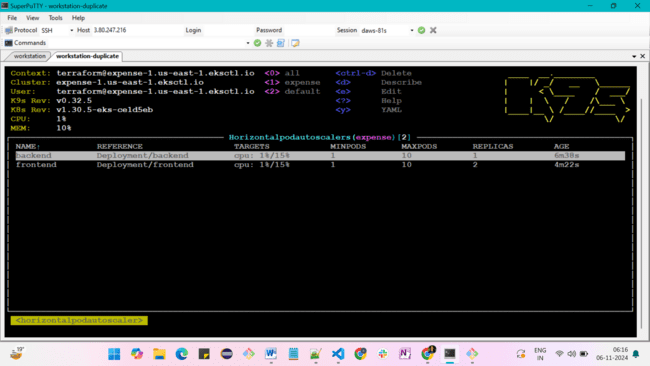 SuperPuTTY - workstation-duplicate
File View Tools Help
Protocol SSH Host 3.80.247.216 Login Password Session daws-81s
Commands
workstation workstation-duplicate
Context: terraform@expense-1.us-east-1.eksctl.io <0> all <ctrl-d> Delete
Cluster: expense-1.us-east-1.eksctl.io <1> expense <d> Describe
User: terraform@expense-1.us-east-1.eksctl.io <2> default <e> Edit
K9s Rev: v0.32.5 <?> Help
K8s Rev: v1.30.5-eks-ce1d5eb <y> YAML
CPU: 1%
MEM: 10%
Horizontalpodautoscalers(expense)[2]
NAME↑ REFERENCE TARGETS MINPODS MAXPODS REPLICAS AGE
backend Deployment/backend cpu: 1%/15% 1 10 1 6m38s
frontend Deployment/frontend cpu: 1%/15% 1 10 2 4m22s
<horizontalpodautoscaler>
19°
ENG
IN
06:16
06-11-2024